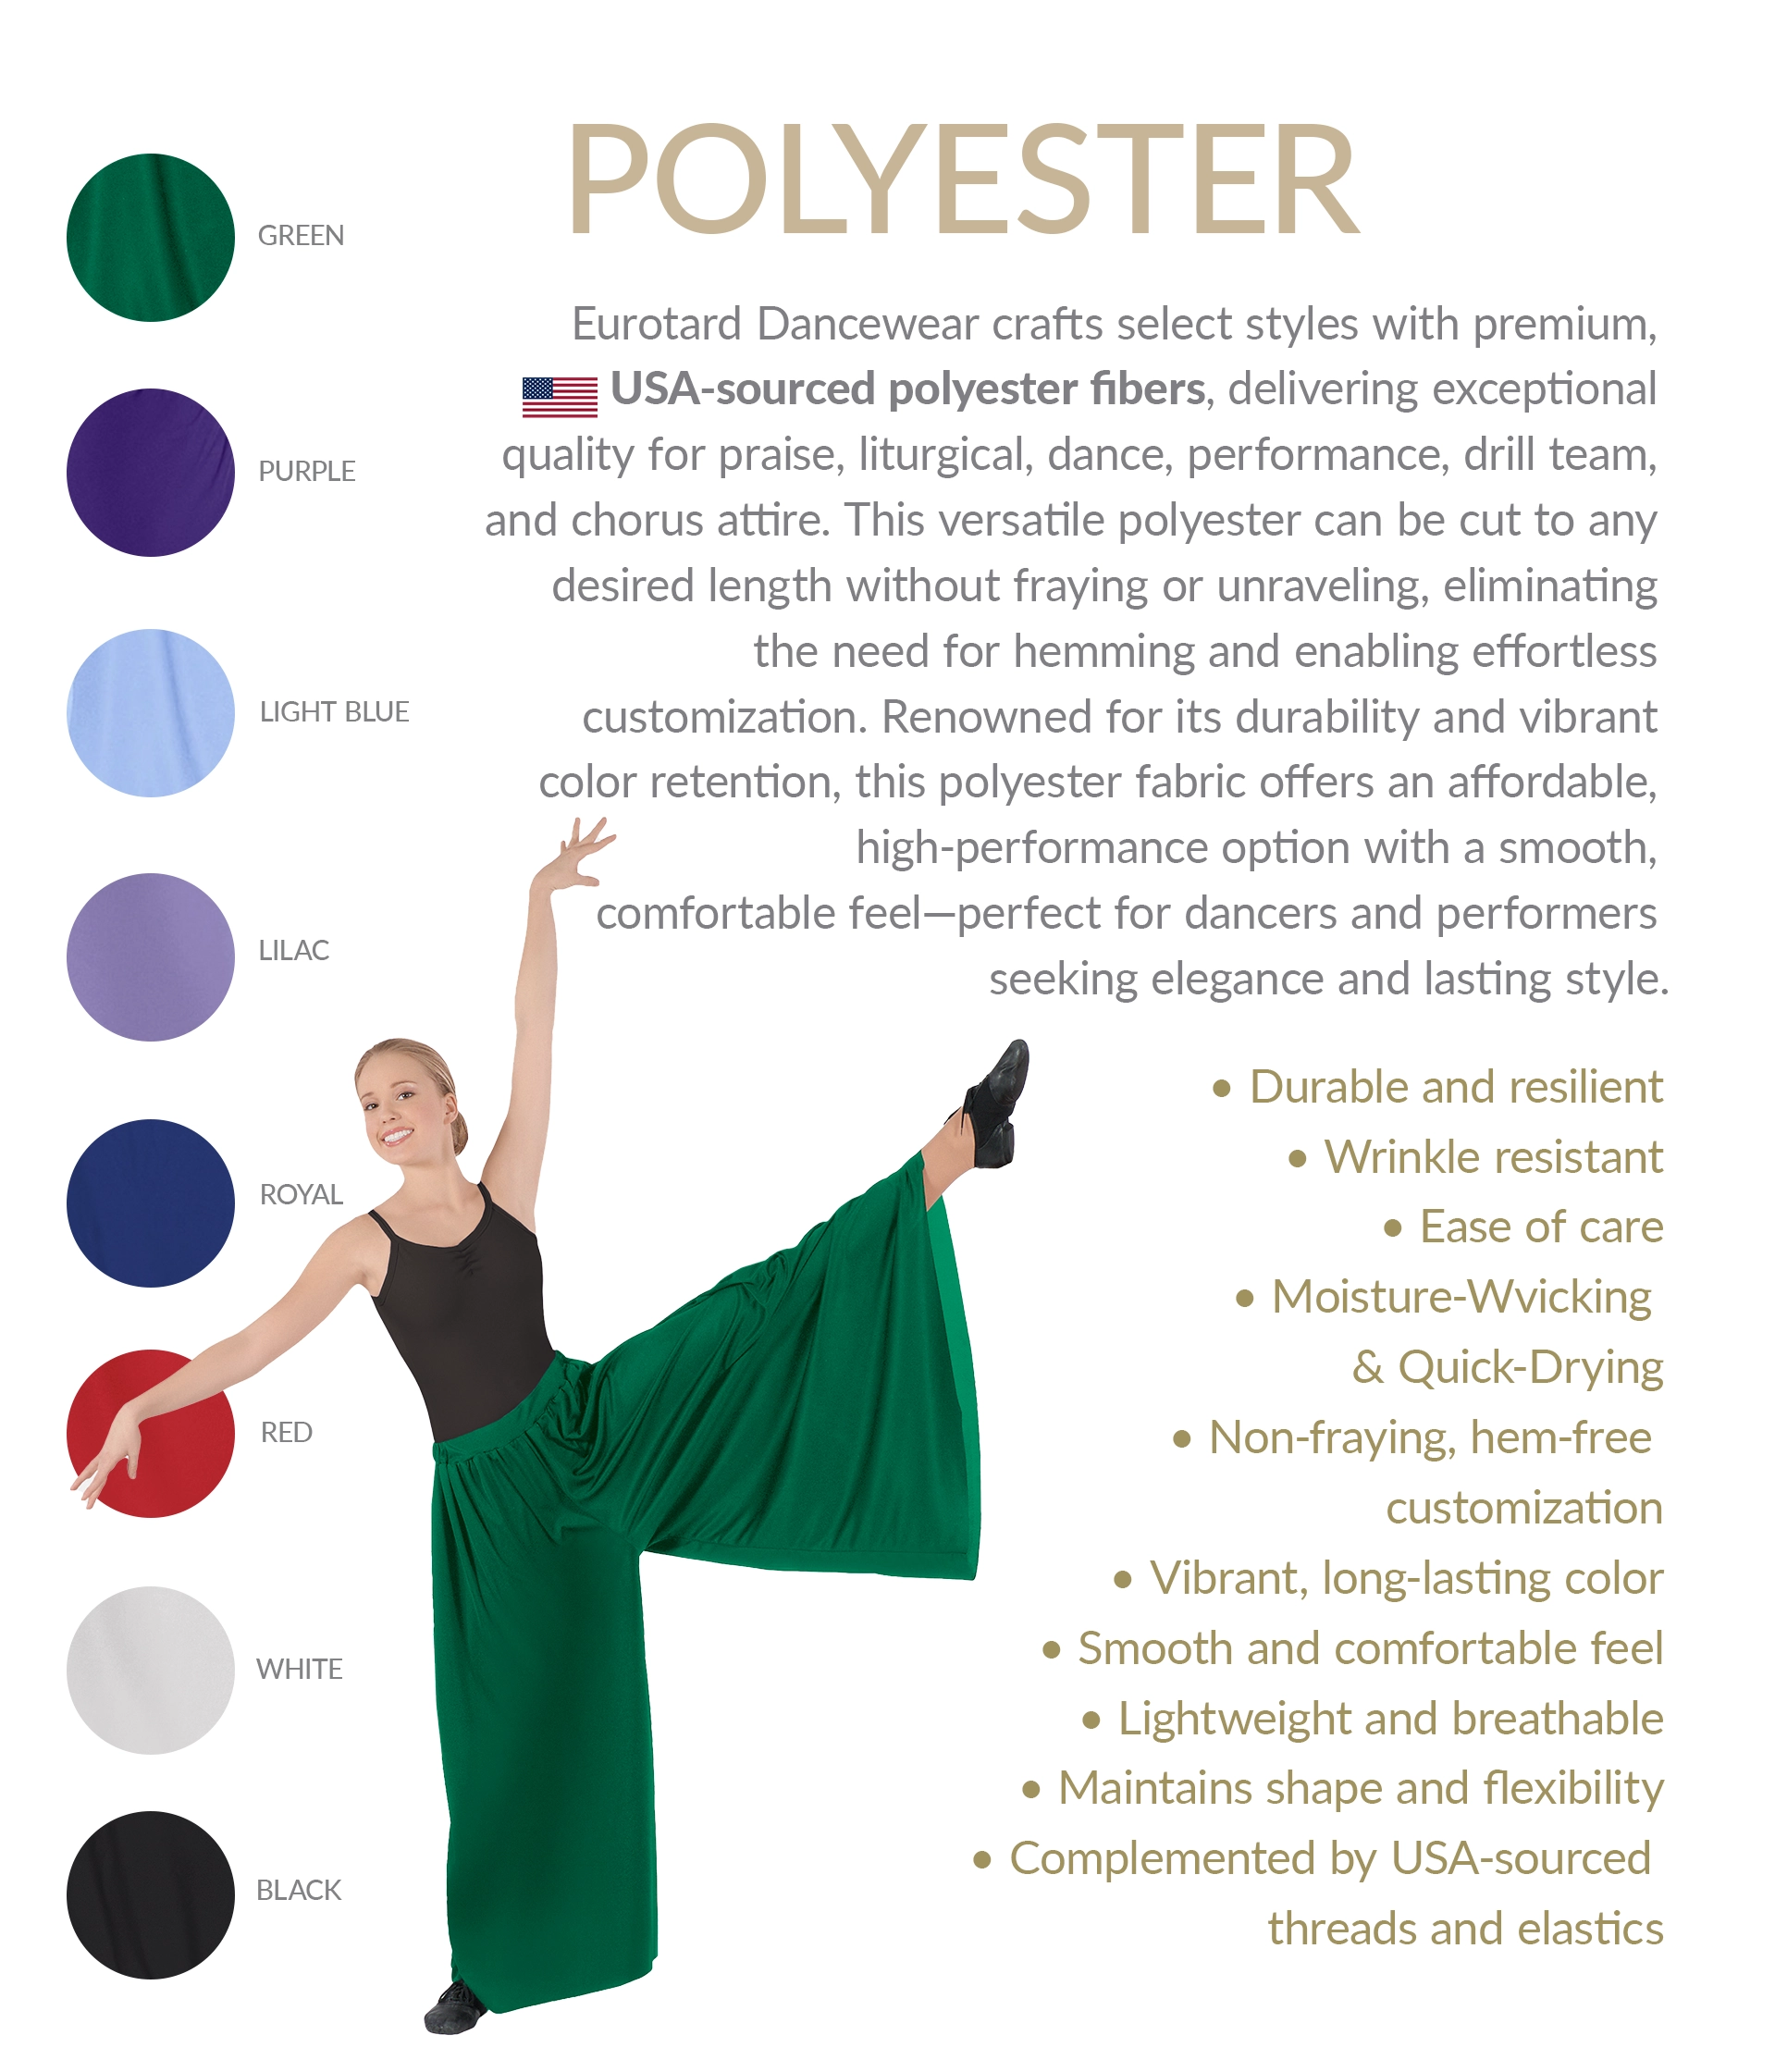 POLYESTER
GREEN
PURPLE
LIGHT BLUE
LILAC
ROYAL
RED
WHITE
BLACK
Eurotard Dancewear crafts select styles with premium,
USA-sourced polyester fibers, delivering exceptional
quality for praise, liturgical, dance, performance, drill team,
and chorus attire. This versatile polyester can be cut to any
desired length without fraying or unraveling, eliminating
the need for hemming and enabling effortless
customization. Renowned for its durability and vibrant
color retention, this polyester fabric offers an affordable,
high-performance option with a smooth,
comfortable feel—perfect for dancers and performers
seeking elegance and lasting style.
• Durable and resilient
• Wrinkle resistant
• Ease of care
• Moisture-Wvicking
& Quick-Drying
• Non-fraying, hem-free
customization
• Vibrant, long-lasting color
• Smooth and comfortable feel
• Lightweight and breathable
• Maintains shape and flexibility
• Complemented by USA-sourced
threads and elastics